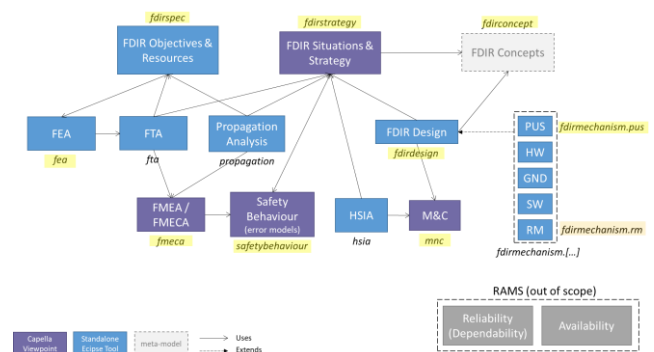 fdirspec
fdirstrategy
fdirconcept
FDIR Objectives &
Resources
FDIR Situations &
Strategy
FDIR Concepts
FEA
FTA
Propagation
Analysis
FDIR Design
PUS
fdirmechanism.pus
fea
fta
propagation
fdirdesign
HW
GND
FMEA /
FMECA
Safety
Behaviour
(error models)
HSIA
M&C
SW
RM
fdirmechanism.rm
fmeca
safetybehaviour
hsia
mnc
fdirmechanism.[...]
RAMS (out of scope)
Reliability
(Dependability)
Availability
Capella
Viewpoint
Standalone
Ecipse Tool
meta-model
Uses
Extends